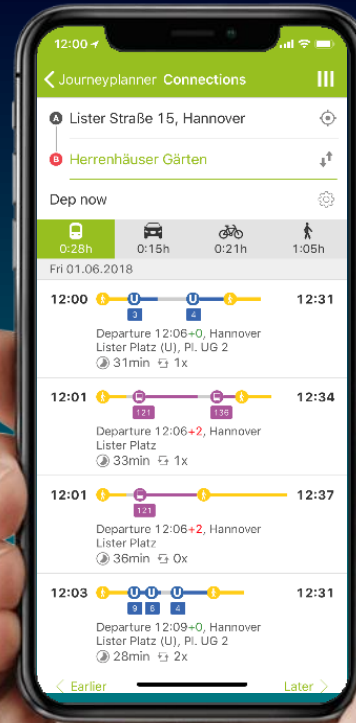 12:00
Journeyplanner Connections
A Lister Straße 15, Hannover
B Herrenhäuser Gärten
Dep now
0:28h 0:15h 0:21h 1:05h
Fri 01.06.2018
12:00 U U 12:31
3 4
Departure 12:06+0, Hannover
Lister Platz (U), Pl. UG 2
31min 1x
12:01 12:34
121 136
Departure 12:06+2, Hannover
Lister Platz
33min 1x
12:01 12:37
121
Departure 12:06+2, Hannover
Lister Platz
36min 0x
12:03 U U U 12:31
9 6 4
Departure 12:09+0, Hannover
Lister Platz (U), Pl. UG 2
28min 2x
Earlier Later